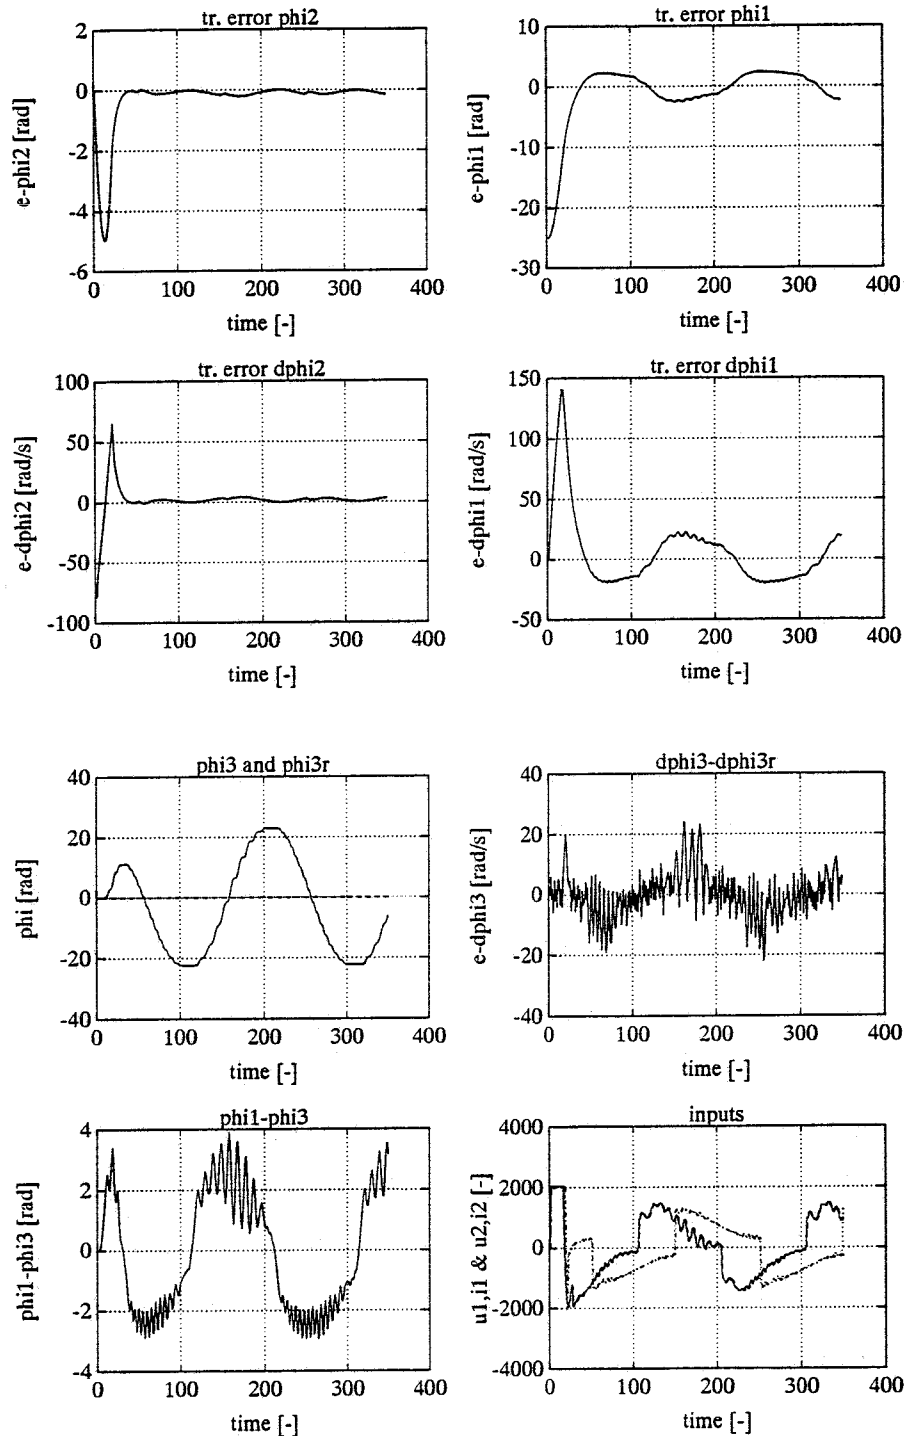 tr. error phi2
2
0
-2
-4
-6
e-phi2 [rad]
0 100 200 300 400
time [-]
tr. error phi1
10
0
-10
-20
-30
e-phi1 [rad]
0 100 200 300 400
time [-]
tr. error dphi2
100
50
0
-50
-100
e-dphi2 [rad/s]
0 100 200 300 400
time [-]
tr. error dphi1
150
100
50
0
-50
e-dphi1 [rad/s]
0 100 200 300 400
time [-]
phi3 and phi3r
40
20
0
-20
-40
phi [rad]
0 100 200 300 400
time [-]
dphi3-dphi3r
40
20
0
-20
-40
e-dphi3 [rad/s]
0 100 200 300 400
time [-]
phi1-phi3
4
2
0
-2
-4
phi1-phi3 [rad]
0 100 200 300 400
time [-]
inputs
4000
2000
0
-2000
-4000
u1,i1 & u2,i2 [-]
0 100 200 300 400
time [-]